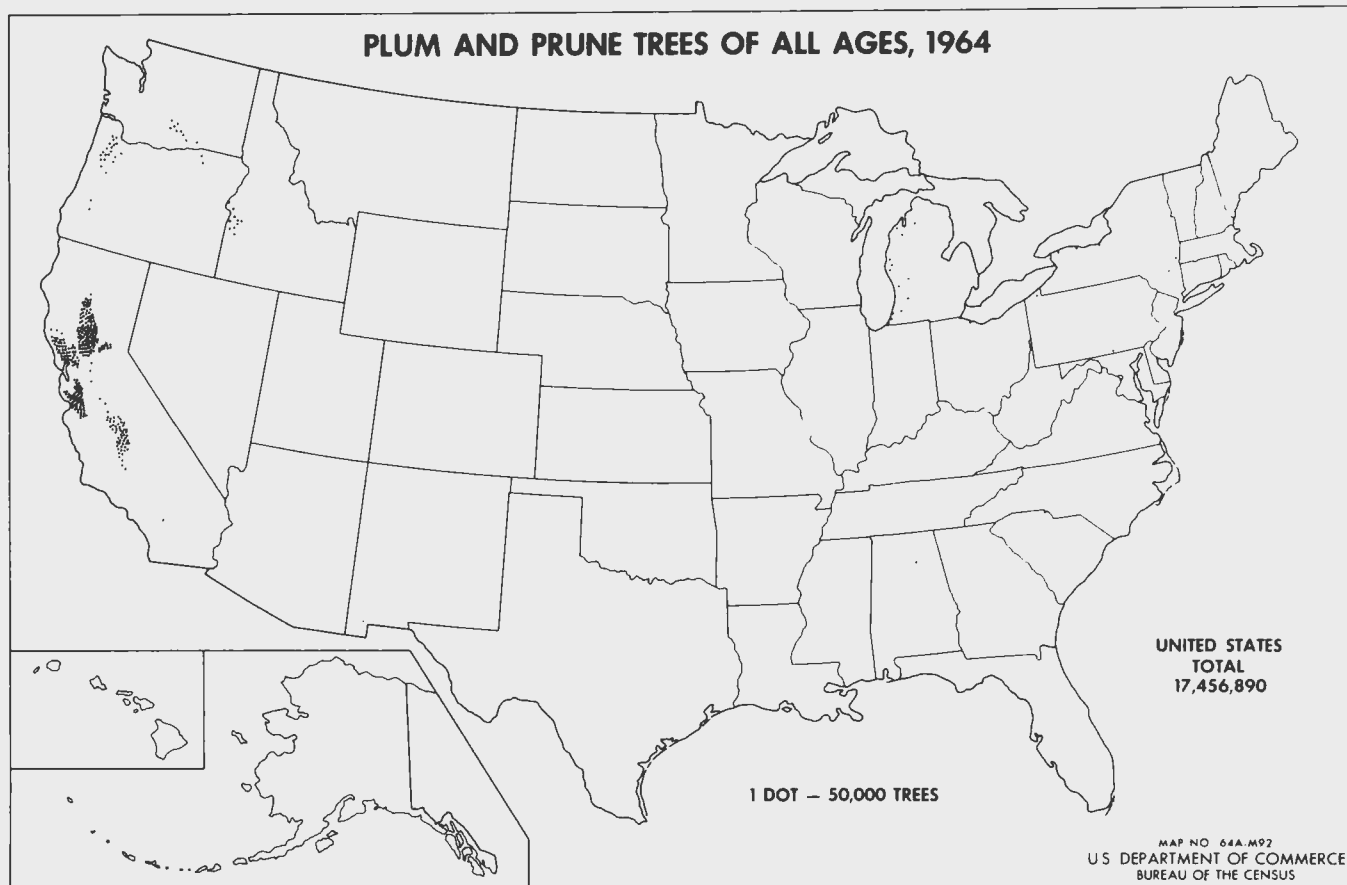 PLUM AND PRUNE TREES OF ALL AGES, 1964
UNITED STATES
TOTAL
17,456,890
1 DOT — 50,000 TREES
MAP NO 64A-M92
U S DEPARTMENT OF COMMERCE
BUREAU OF THE CENSUS